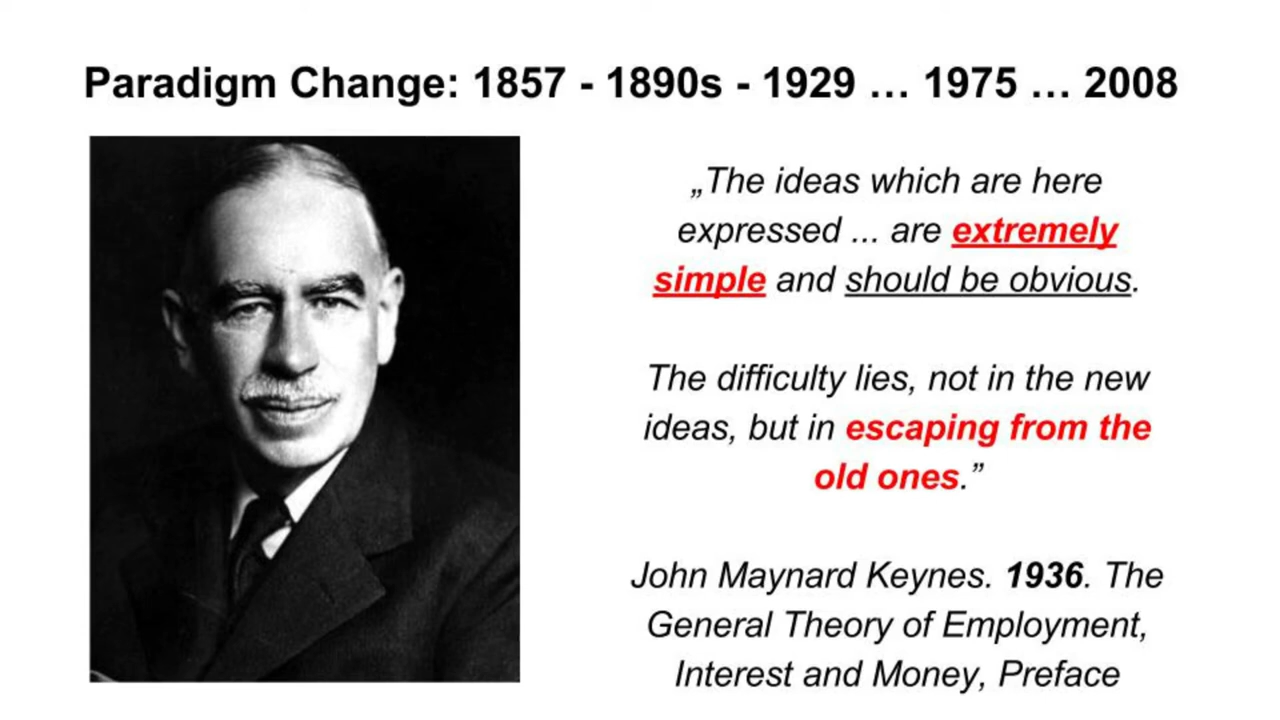 Paradigm Change: 1857 - 1890s - 1929 … 1975 … 2008
„The ideas which are here
expressed ... are extremely
simple and should be obvious.
The difficulty lies, not in the new
ideas, but in escaping from the
old ones.”
John Maynard Keynes. 1936. The
General Theory of Employment,
Interest and Money, Preface